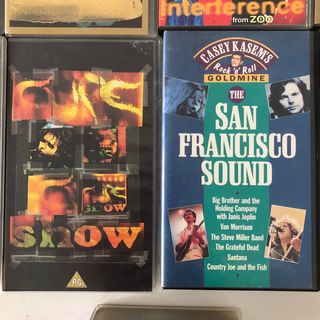 Interference
from ZOO
Show
PG
CASEY KASEM'S
Rock 'n' Roll
GOLDMINE
THE
SAN
FRANCISCO
SOUND
Big Brother and the
Holding Company
with Janis Joplin
Van Morrison
The Steve Miller Band
The Grateful Dead
Santana
Country Joe and the Fish